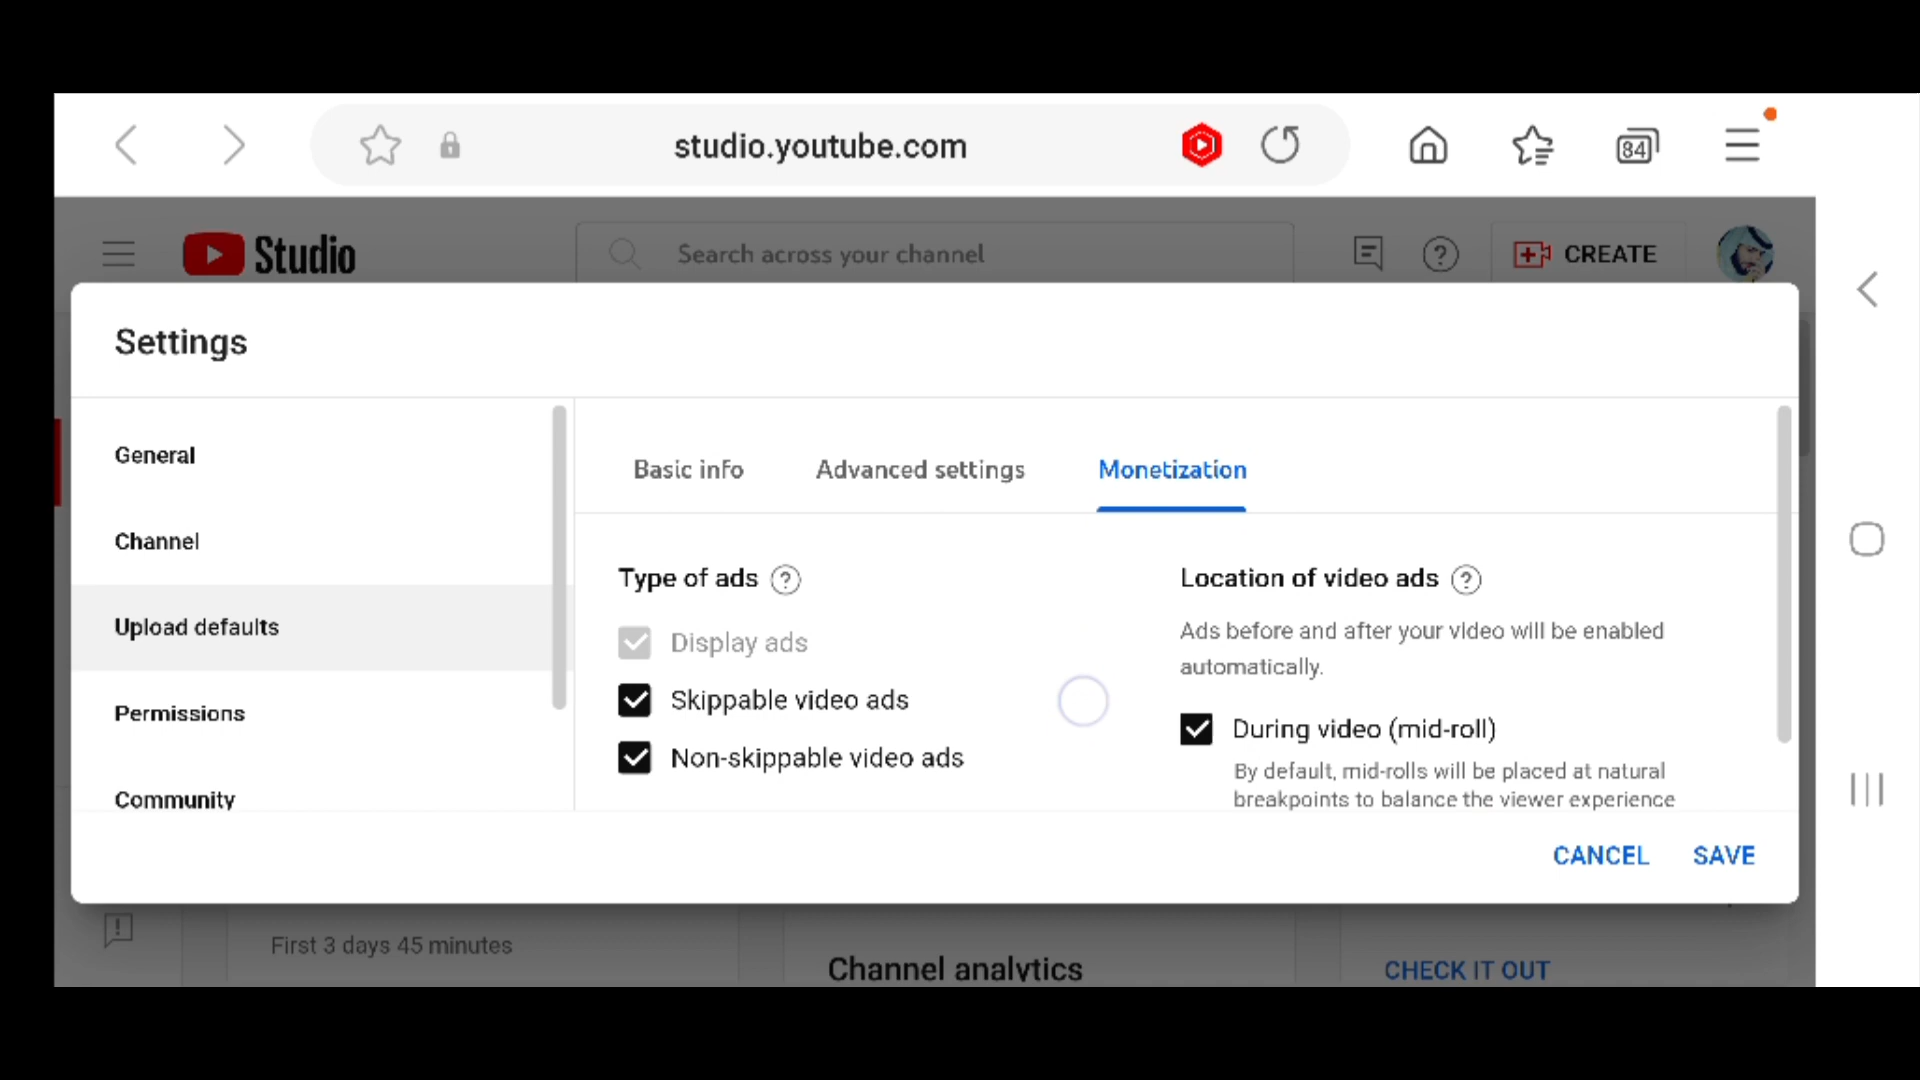 studio.youtube.com
84
Studio
Search across your channel
CREATE
Settings
General
Channel
Upload defaults
Permissions
Community
Basic info
Advanced settings
Monetization
Type of ads
Display ads
Skippable video ads
Non-skippable video ads
Location of video ads
Ads before and after your video will be enabled
automatically.
During video (mid-roll)
By default, mid-rolls will be placed at natural
breakpoints to balance the viewer experience
CANCEL
SAVE
First 3 days 45 minutes
Channel analytics
CHECK IT OUT